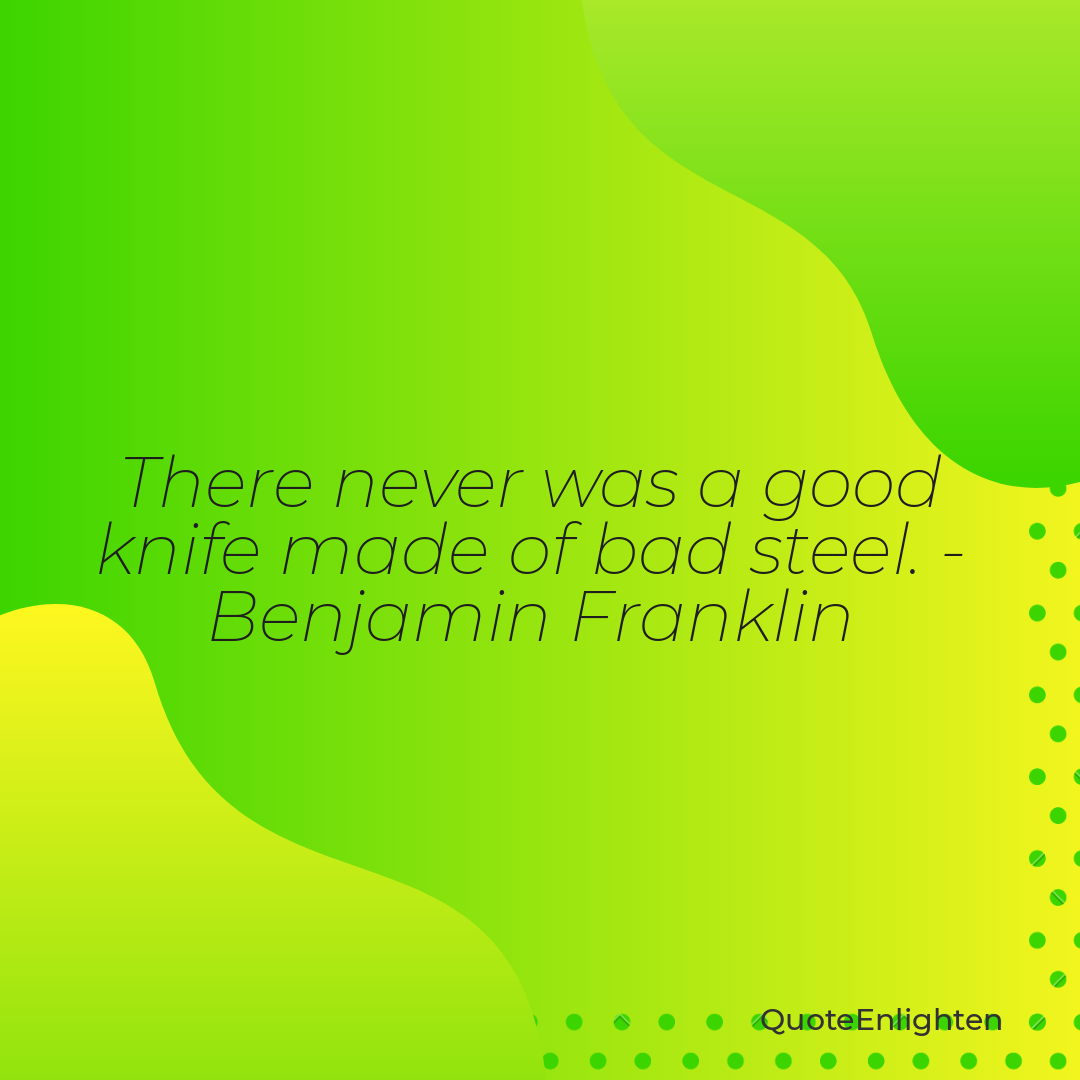 There never was a good
knife made of bad steel. -
Benjamin Franklin
QuoteEnlighten